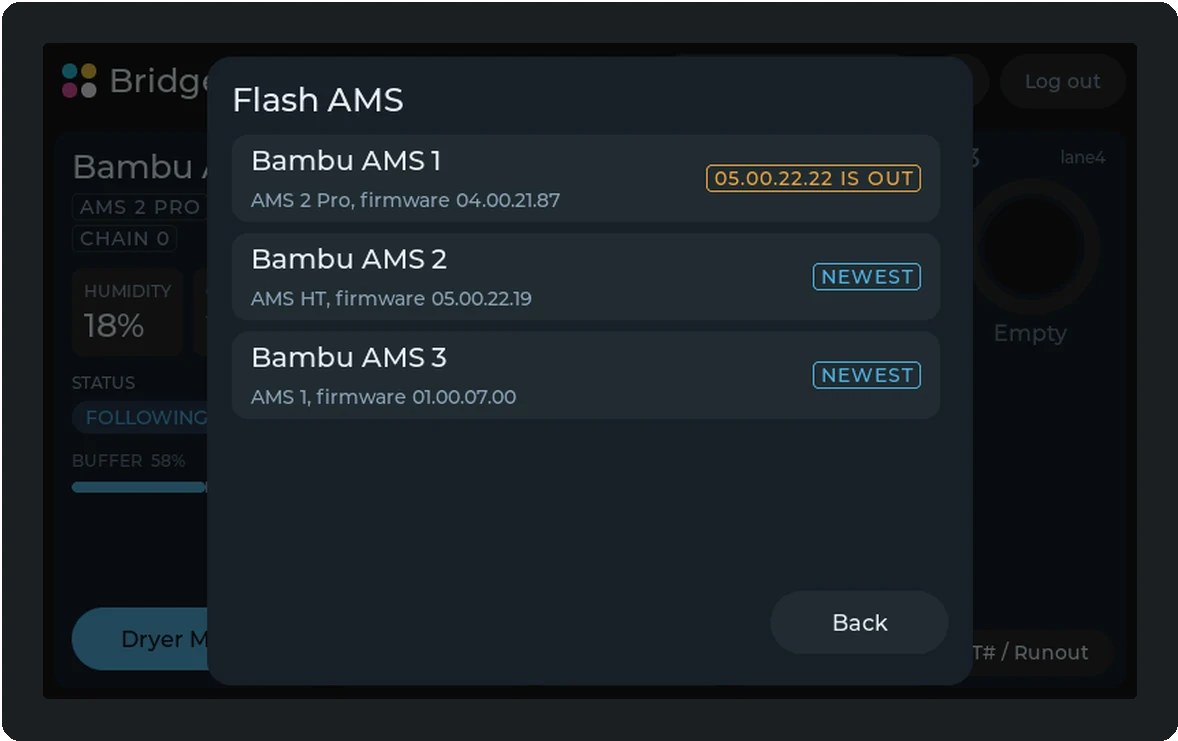 Bridge
Log out
Flash AMS
Bambu AMS 1
AMS 2 Pro, firmware 04.00.21.87
05.00.22.22 IS OUT
Bambu AMS 2
AMS HT, firmware 05.00.22.19
NEWEST
Bambu AMS 3
AMS 1, firmware 01.00.07.00
NEWEST
Back
Bambu
AMS 2 PRO
CHAIN 0
HUMIDITY
18%
STATUS
FOLLOWING
BUFFER 58%
Dryer M
3
lane4
Empty
T# / Runout